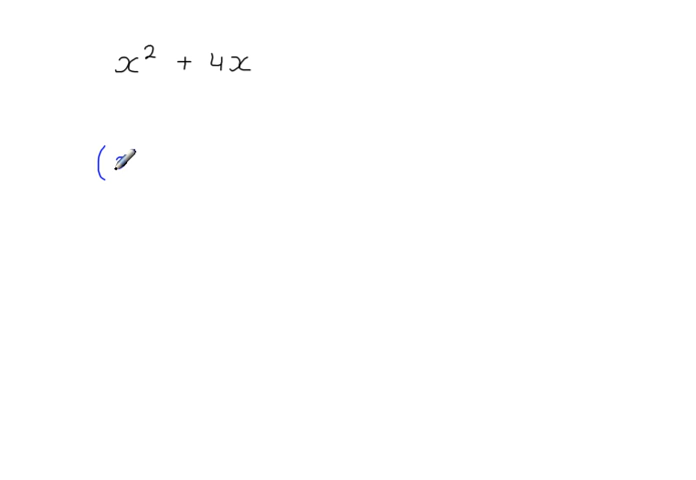 x² + 4x
(